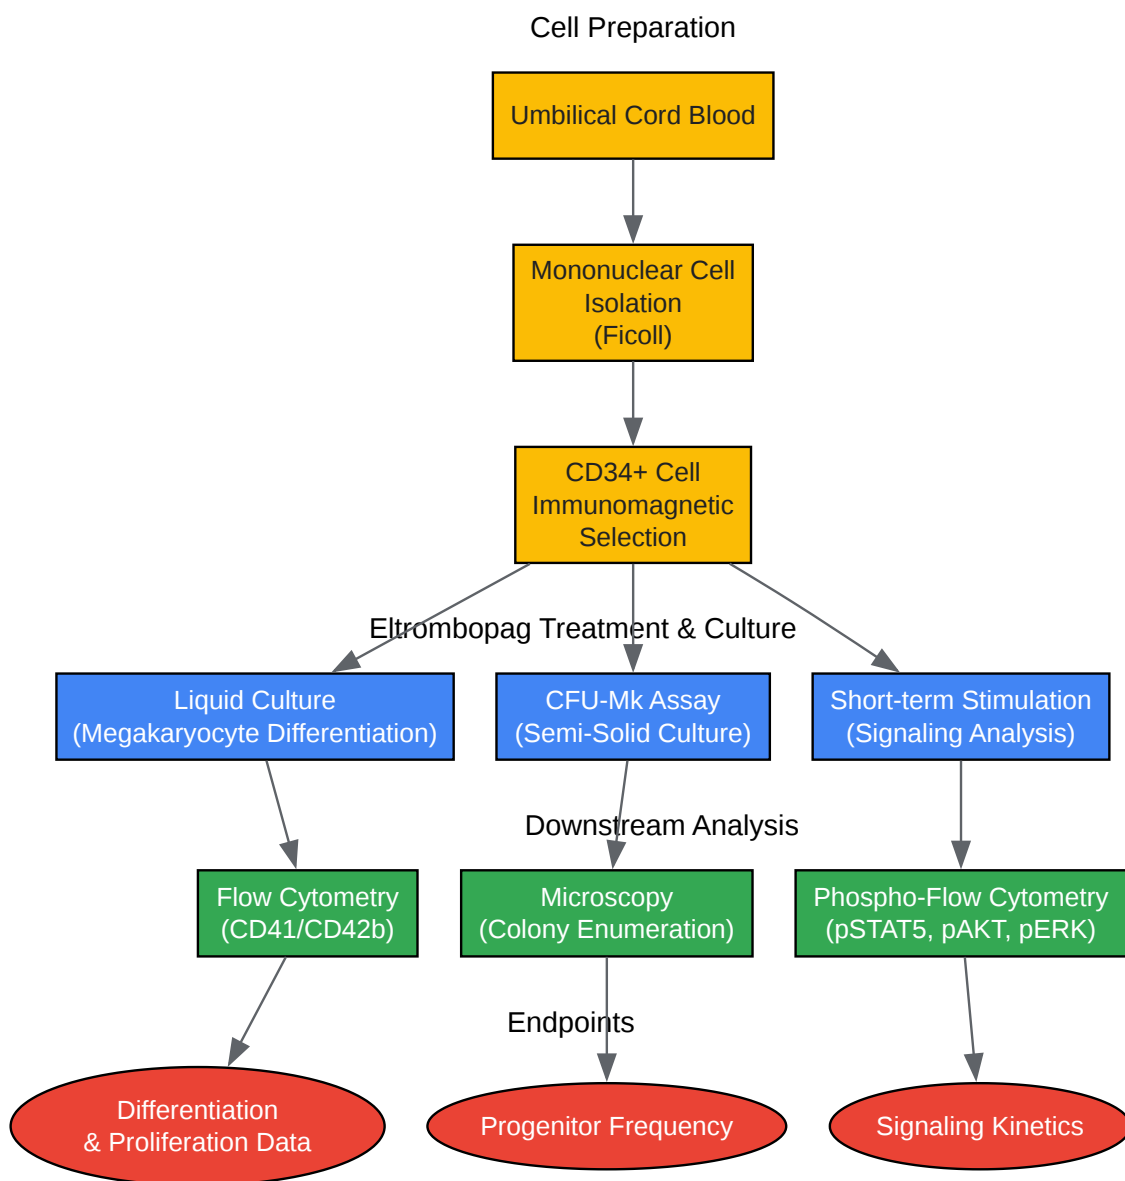 Cell Preparation
Umbilical Cord Blood
Mononuclear Cell
Isolation
(Ficoll)
CD34+ Cell
Immunomagnetic
Selection
Eltrombopag Treatment & Culture
Liquid Culture
(Megakaryocyte Differentiation)
CFU-Mk Assay
(Semi-Solid Culture)
Short-term Stimulation
(Signaling Analysis)
Downstream Analysis
Flow Cytometry
(CD41/CD42b)
Microscopy
(Colony Enumeration)
Phospho-Flow Cytometry
(pSTAT5, pAKT, pERK)
Endpoints
Differentiation
& Proliferation Data
Progenitor Frequency
Signaling Kinetics